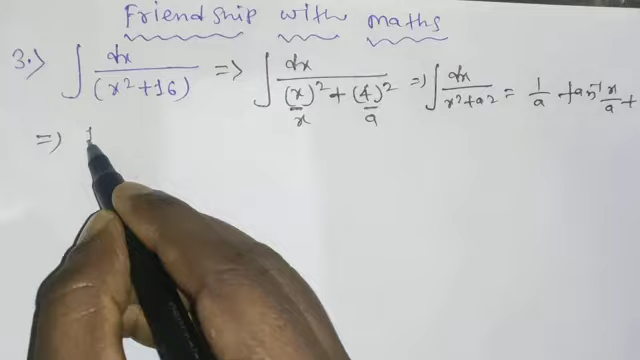 Friendship with maths
3.> ∫ dx / (x² + 16) => ∫ dx / (x)² + (4)² => ∫ dx / x² + a² = 1/a tan⁻¹ x/a +
x a
=> 1